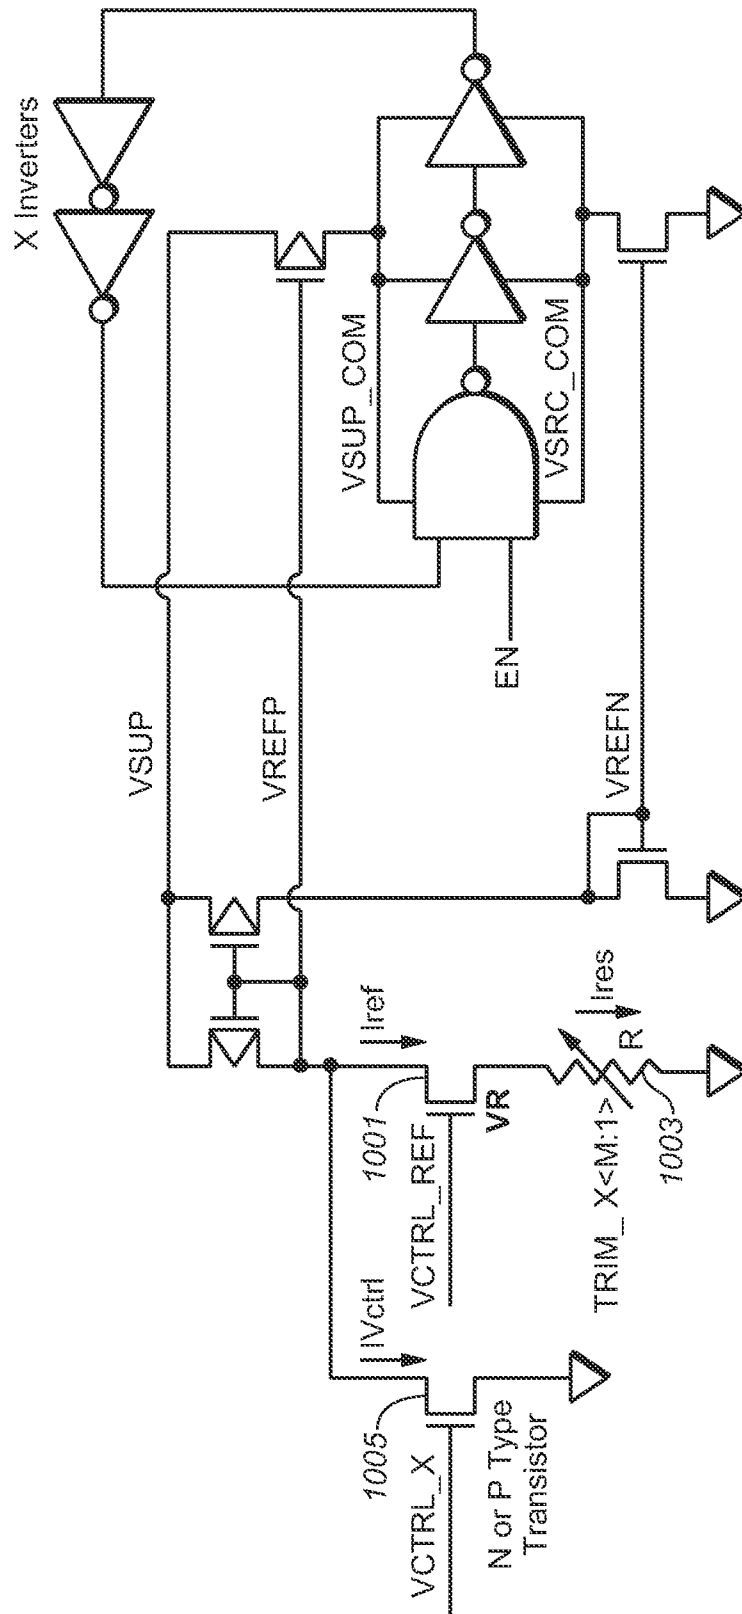 X Inverters
VSUP
VREFP
VSUP_COM
VSRC_COM
EN
VREFN
Iref
1001
VCTRL_REF
VR
Ires
R
TRIM_X<M:1>
1003
IVctrl
1005
VCTRL_X
N or P Type
Transistor